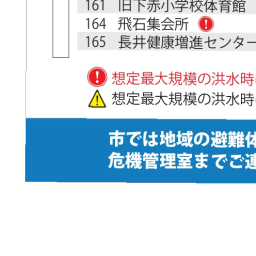 161 旧下赤小学校体育館
164 飛石集会所
165 長井健康増進センター
想定最大規模の洪水時
想定最大規模の洪水時
市では地域の避難体
危機管理室までご連